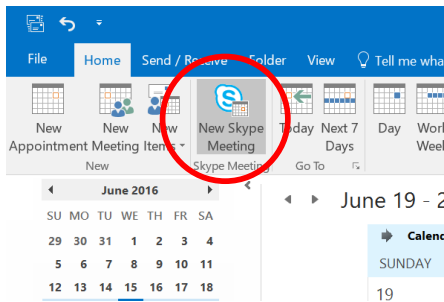 File Home Send / Receive Folder View Tell me wha
New Appointment
New Meeting
New Items
New Skype Meeting
Today
Next 7 Days
Day
Work Week
New
Skype Meeting
Go To
June 2016
SU MO TU WE TH FR SA
29 30 31 1 2 3 4
5 6 7 8 9 10 11
12 13 14 15 16 17 18
June 19 - 2
Calend
SUNDAY
19